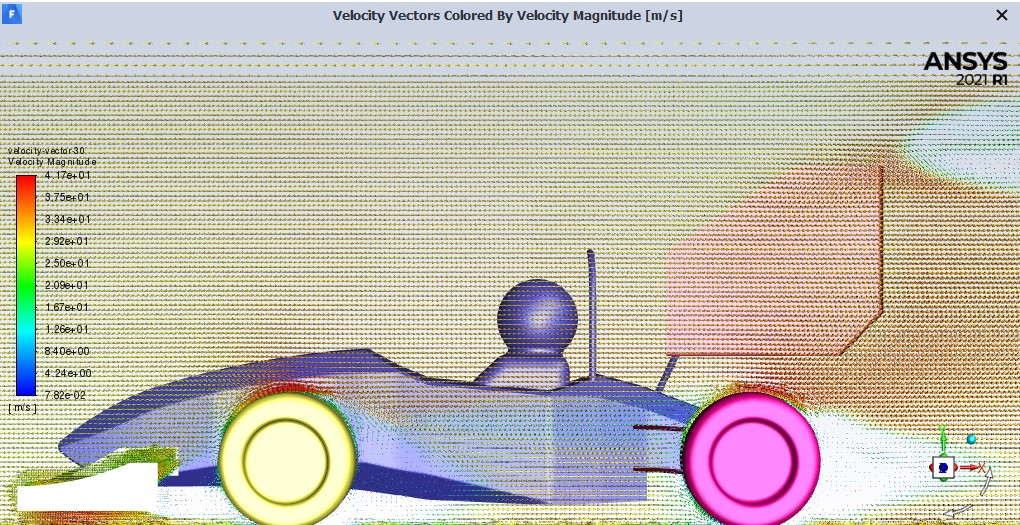 F
Velocity Vectors Colored By Velocity Magnitude [m/s]
ANSYS
2021 R1
velocity-vector-30
Velocity Magnitude
4.17e+01
3.75e+01
3.34e+01
2.92e+01
2.50e+01
2.09e+01
1.67e+01
1.26e+01
8.40e+00
4.24e+00
7.82e-02
[m/s]
Y
X